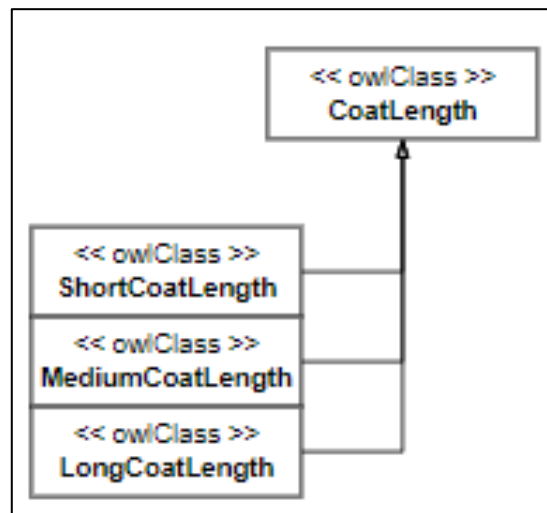 << owlClass >>
CoatLength
<< owlClass >>
ShortCoatLength
<< owlClass >>
MediumCoatLength
<< owlClass >>
LongCoatLength